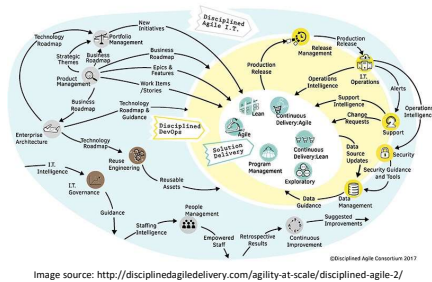 Disciplined
Agile I.T.
Technology
Roadmap
Strategic
Themes
Business
Roadmap
Portfolio
Management
New
Initiatives
Business
Roadmap
Epics &
Features
Work Items
/Stories
Product
Management
Business
Roadmap
Technology
Roadmap &
Guidance
Enterprise
Architecture
Technology
Roadmap
Disciplined
DevOps
Reuse
Engineering
Reusable
Assets
I.T.
Intelligence
I.T.
Governance
Guidance
Staffing
Intelligence
People
Management
Empowered
Staff
Retrospective
Results
Continuous
Improvement
Suggested
Improvements
Solution
Delivery
Lean
Agile
Continuous
Delivery:Agile
Continuous
Delivery:Lean
Program
Management
Exploratory
Production
Release
Release
Management
Production
Release
I.T.
Operations
Operations
Intelligence
Alerts
Operations
Intelligence
Support
Intelligence
Change
Requests
Support
Data
Source
Updates
Security
Security Guidance
and Tools
Data
Management
Data
Guidance
©Disciplined Agile Consortium 2017
Image source: http://disciplinedagiledelivery.com/agility-at-scale/disciplined-agile-2/